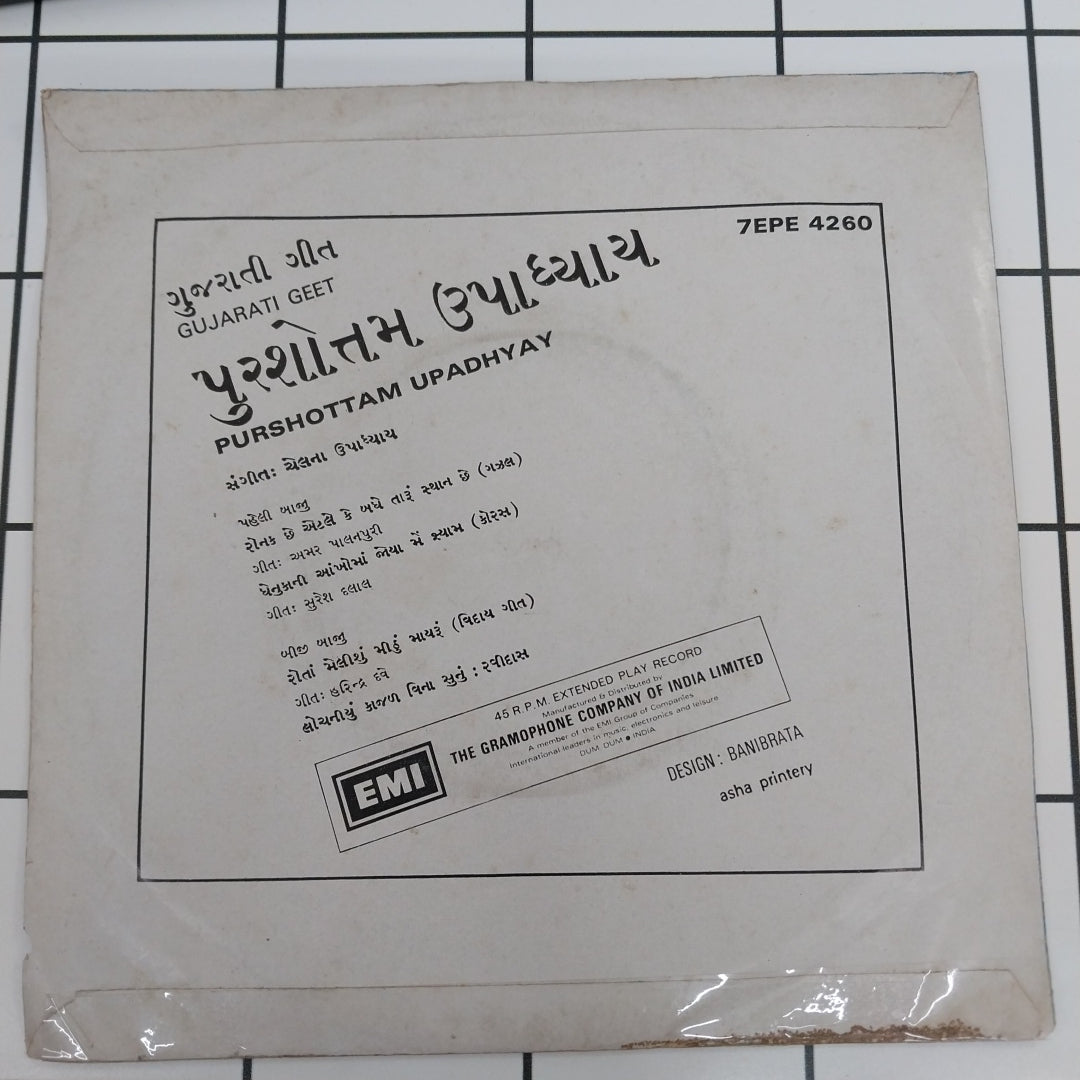 7EPE 4260
ગુજરાતી ગીત
GUJARATI GEET
પુરશોત્તમ ઉપાધ્યાય
PURSHOTTAM UPADHYAY
સંગીતઃ ચેલના ઉપાધ્યાય
પહેલી બાજુ
રોનક છે એટલે કે બધે તારૂં સ્થાન છે (ગઝલ)
ગીતઃ અમર પાલનપુરી
ધેનુકાની આંખોમાં જોયા મેં શ્યામ (કોરસ)
ગીતઃ સુરેશ દલાલ
બીજી બાજુ
રોતાં મેલીશું મીઠું માયરૂં (વિદાય ગીત)
ગીતઃ હરિન્દ્ર દવે
લોચનીયું કાજળ વિના સુનું : રવીદાસ
EMI
45 R.P.M. EXTENDED PLAY RECORD
Manufactured & Distributed by
THE GRAMOPHONE COMPANY OF INDIA LIMITED
A member of the EMI Group of Companies
International leaders in music, electronics and leisure
DUM DUM ● INDIA
DESIGN : BANIBRATA
asha printery